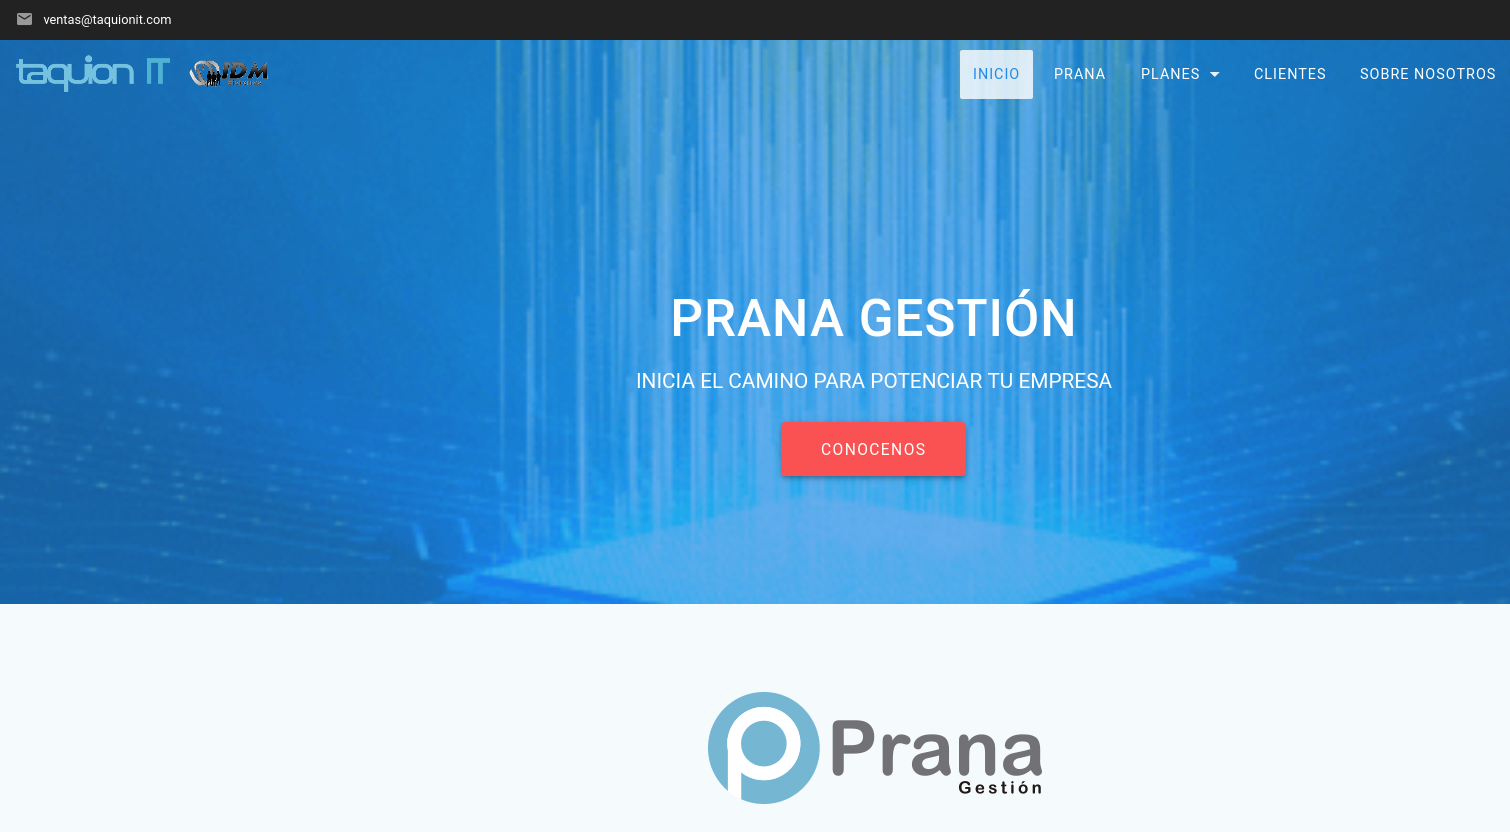 ventas@taquionit.com
taquion IT
IDM
INICIO
PRANA
PLANES
CLIENTES
SOBRE NOSOTROS
PRANA GESTIÓN
INICIA EL CAMINO PARA POTENCIAR TU EMPRESA
CONOCENOS
Prana
Gestión